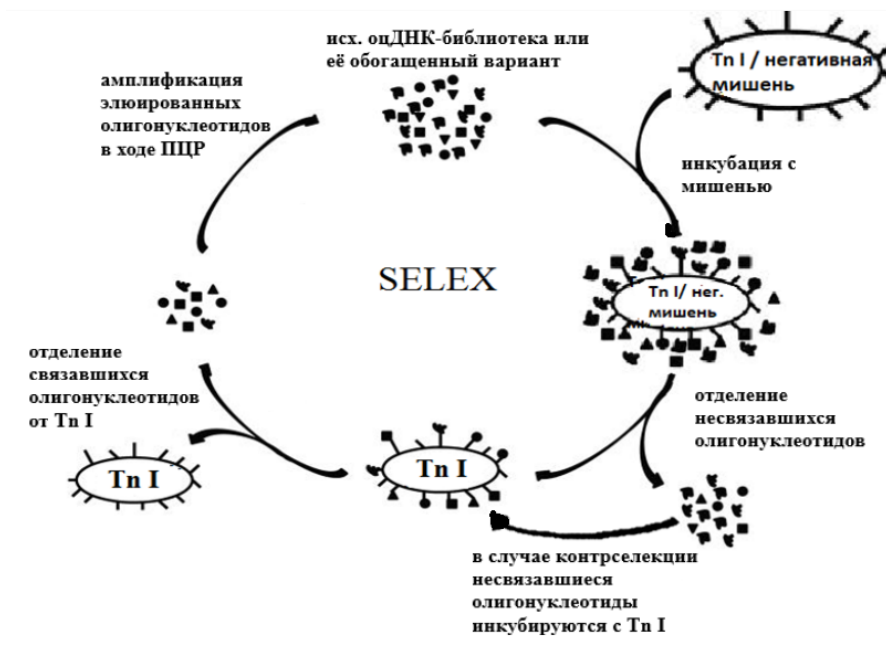 исх. оцДНК-библиотека или
её обогащенный вариант
Tn I / негативная
мишень
амплификация
элюированных
олигонуклеотидов
в ходе ПЦР
инкубация с
мишенью
SELEX
Tn I/ нег.
мишень
отделение
связавшихся
олигонуклеотидов
от Tn I
отделение
несвязавшихся
олигонуклеотидов
Tn I
Tn I
в случае контрселекции
несвязавшиеся
олигонуклеотиды
инкубируются с Tn I